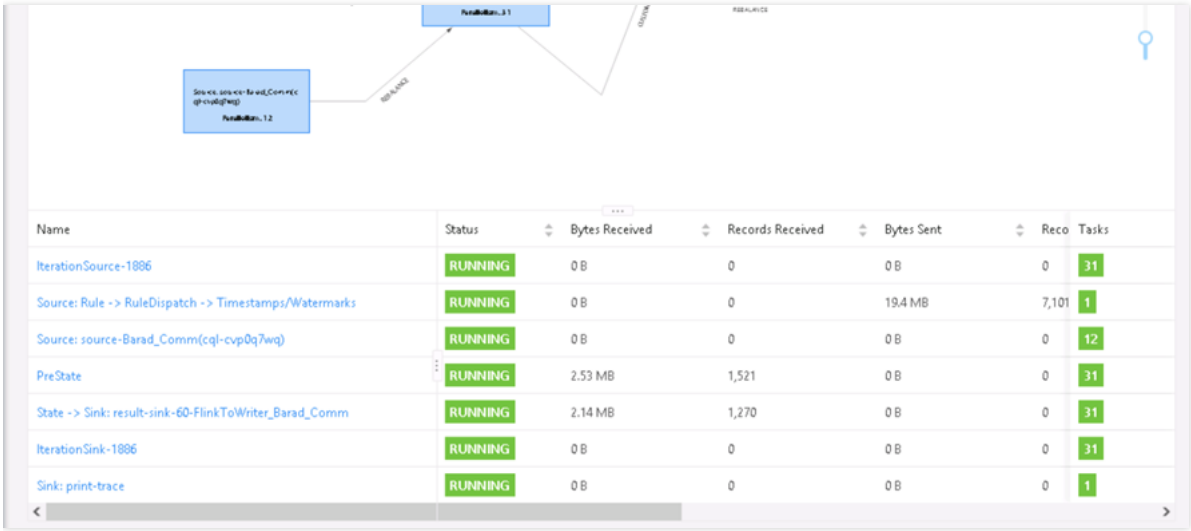 REBALANCE
REBALANCE
Name Status Bytes Received Records Received Bytes Sent Reco Tasks
IterationSource-1886 RUNNING 0 B 0 0 B 0 31
Source: Rule -> RuleDispatch -> Timestamps/Watermarks RUNNING 0 B 0 19.4 MB 7,101 1
Source: source-Barad_Comm(cql-cvp0q7wq) RUNNING 0 B 0 0 B 0 12
PreState RUNNING 2.53 MB 1,521 0 B 0 31
State -> Sink: result-sink-60-FlinkToWriter_Barad_Comm RUNNING 2.14 MB 1,270 0 B 0 31
IterationSink-1886 RUNNING 0 B 0 0 B 0 31
Sink: print-trace RUNNING 0 B 0 0 B 0 1